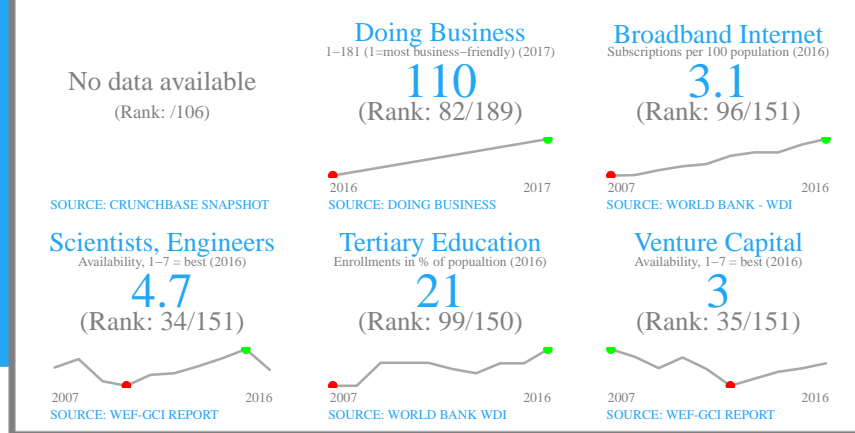 No data available
(Rank: /106)
SOURCE: CRUNCHBASE SNAPSHOT
Doing Business
1−181 (1=most business−friendly) (2017)
110
(Rank: 82/189)
2016 2017
SOURCE: DOING BUSINESS
Broadband Internet
Subscriptions per 100 population (2016)
3.1
(Rank: 96/151)
2007 2016
SOURCE: WORLD BANK - WDI
Scientists, Engineers
Availability, 1−7 = best (2016)
4.7
(Rank: 34/151)
2007 2016
SOURCE: WEF-GCI REPORT
Tertiary Education
Enrollments in % of popualtion (2016)
21
(Rank: 99/150)
2007 2016
SOURCE: WORLD BANK WDI
Venture Capital
Availability, 1−7 = best (2016)
3
(Rank: 35/151)
2007 2016
SOURCE: WEF-GCI REPORT